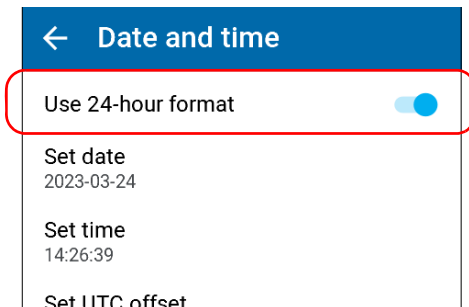 Date and time
Use 24-hour format
Set date
2023-03-24
Set time
14:26:39
Set UTC offset